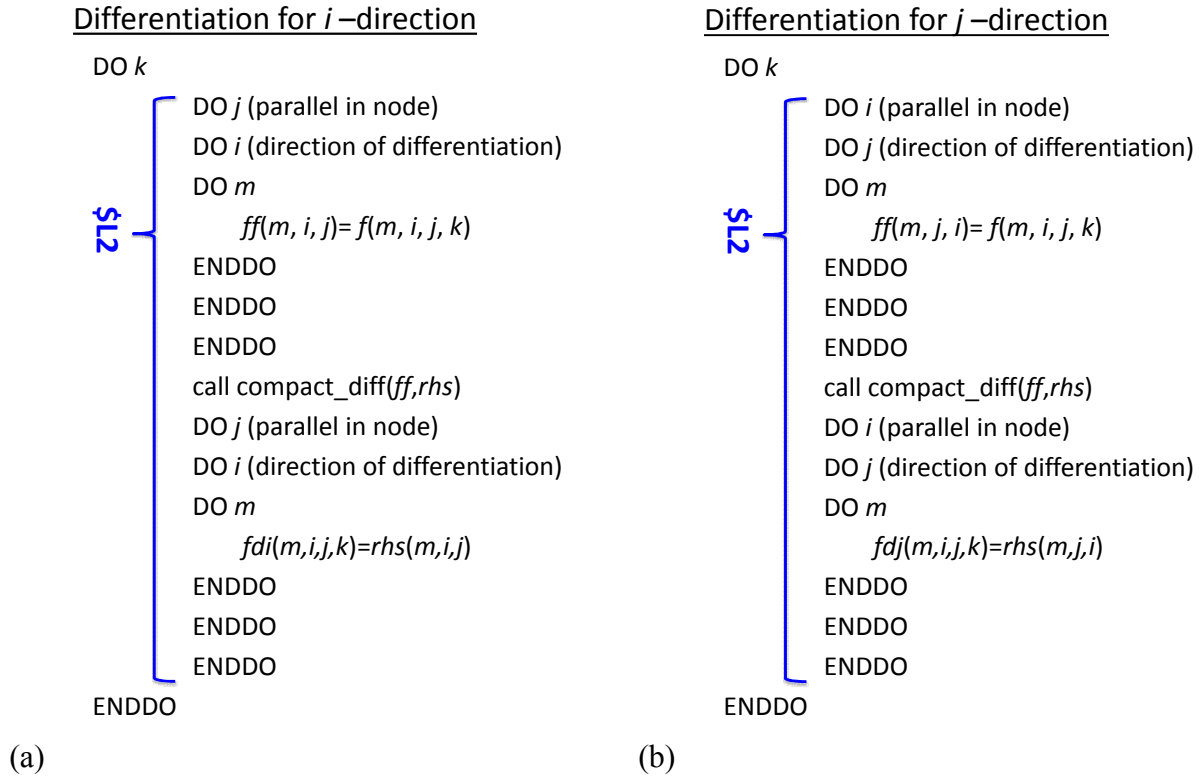 Differentiation for i –direction
DO k
DO j (parallel in node)
DO i (direction of differentiation)
DO m
ff(m, i, j)= f(m, i, j, k)
ENDDO
ENDDO
ENDDO
call compact_diff(ff,rhs)
DO j (parallel in node)
DO i (direction of differentiation)
DO m
fdi(m,i,j,k)=rhs(m,i,j)
ENDDO
ENDDO
ENDDO
ENDDO
$L2
(a)
Differentiation for j –direction
DO k
DO i (parallel in node)
DO j (direction of differentiation)
DO m
ff(m, j, i)= f(m, i, j, k)
ENDDO
ENDDO
ENDDO
call compact_diff(ff,rhs)
DO i (parallel in node)
DO j (direction of differentiation)
DO m
fdj(m,i,j,k)=rhs(m,j,i)
ENDDO
ENDDO
ENDDO
ENDDO
$L2
(b)